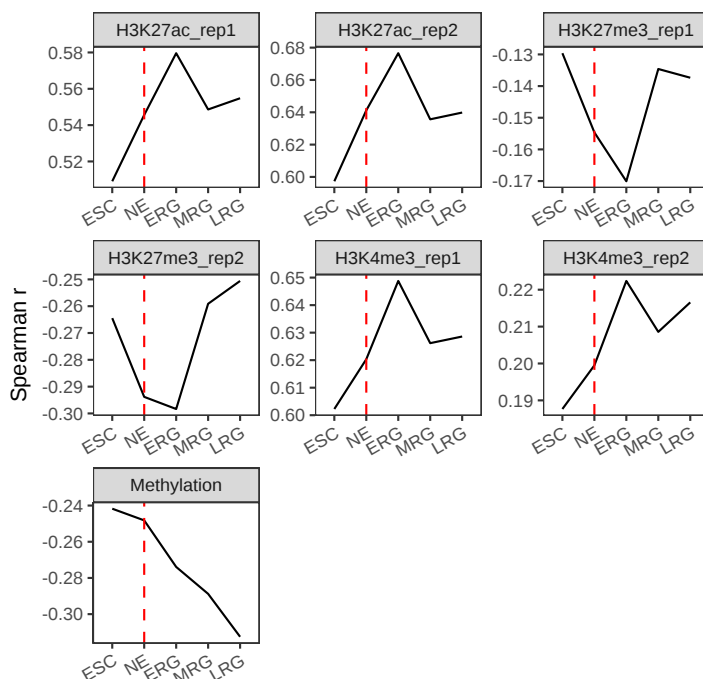 H3K27ac_rep1
H3K27ac_rep2
H3K27me3_rep1
0.58
0.56
0.54
0.52
0.68
0.66
0.64
0.62
0.60
-0.13
-0.14
-0.15
-0.16
-0.17
ESC NE ERG MRG LRG
ESC NE ERG MRG LRG
ESC NE ERG MRG LRG
H3K27me3_rep2
H3K4me3_rep1
H3K4me3_rep2
Spearman r
-0.25
-0.26
-0.27
-0.28
-0.29
-0.30
0.65
0.64
0.63
0.62
0.61
0.60
0.22
0.21
0.20
0.19
ESC NE ERG MRG LRG
ESC NE ERG MRG LRG
ESC NE ERG MRG LRG
Methylation
-0.24
-0.26
-0.28
-0.30
ESC NE ERG MRG LRG